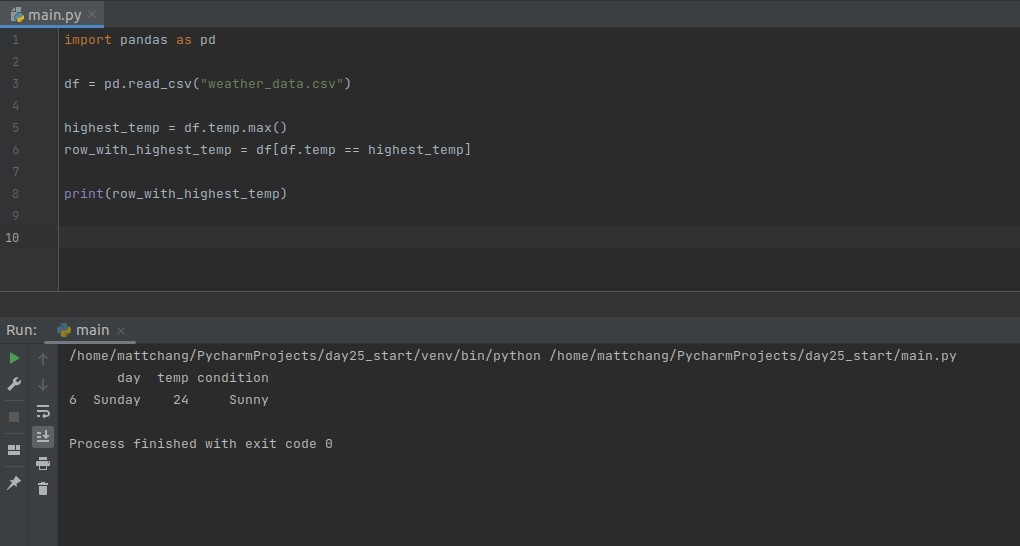 main.py
1 import pandas as pd
2
3 df = pd.read_csv("weather_data.csv")
4
5 highest_temp = df.temp.max()
6 row_with_highest_temp = df[df.temp == highest_temp]
7
8 print(row_with_highest_temp)
9
10
Run: main
/home/mattchang/PycharmProjects/day25_start/venv/bin/python /home/mattchang/PycharmProjects/day25_start/main.py
day temp condition
6 Sunday 24 Sunny
Process finished with exit code 0